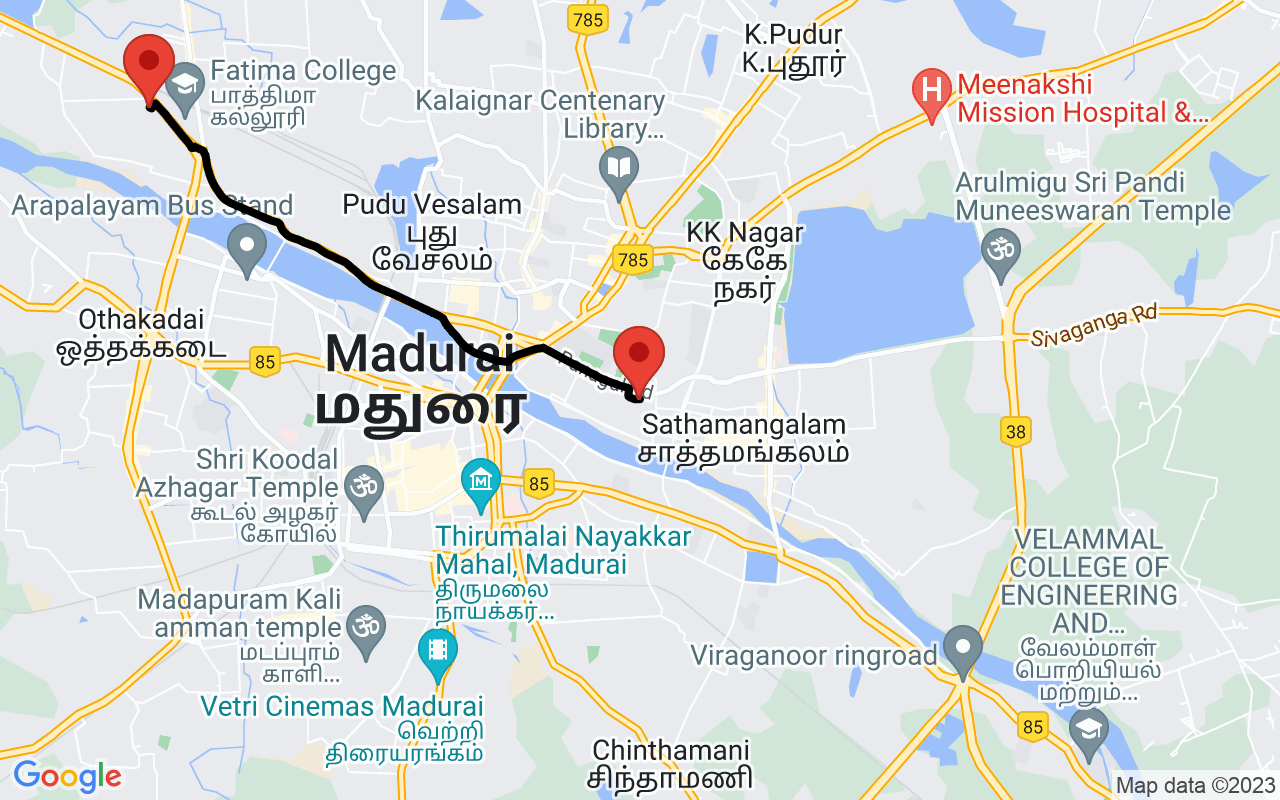 785
K.Pudur
K.புதூர்
Fatima College
பாத்திமா
கல்லூரி
Kalaignar Centenary
Library...
H
Meenakshi
Mission Hospital &...
Arapalayam Bus Stand
Pudu Vesalam
புது
வேசலம்
KK Nagar
கேகே
நகர்
785
Arulmigu Sri Pandi
Muneeswaran Temple
Othakadai
ஒத்தக்கடை
85
Madurai
மதுரை
Sivaganga Rd
Sathamangalam
சாத்தமங்கலம்
38
Shri Koodal
Azhagar Temple
கூடல் அழகர்
கோயில்
85
Thirumalai Nayakkar
Mahal, Madurai
திருமலை
நாயக்கர்...
VELAMMAL
COLLEGE OF
ENGINEERING
AND...
வேலம்மாள்
பொறியியல்
மற்றும்...
Madapuram Kali
amman temple
மடப்புரம்
காளி...
Viraganoor ringroad
Vetri Cinemas Madurai
வெற்றி
திரையரங்கம்
85
Chinthamani
சிந்தாமணி
Google
Map data ©2023